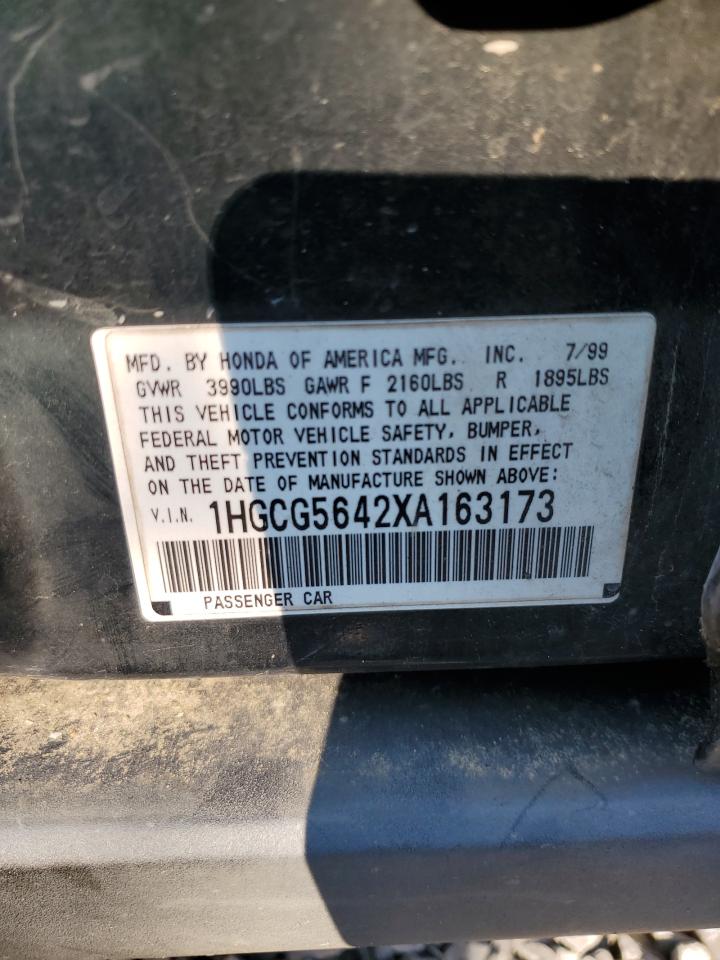 MFD. BY HONDA OF AMERICA MFG. INC. 7/99
GVWR 3990LBS GAWR F 2160LBS R 1895LBS
THIS VEHICLE CONFORMS TO ALL APPLICABLE
FEDERAL MOTOR VEHICLE SAFETY, BUMPER,
AND THEFT PREVENTION STANDARDS IN EFFECT
ON THE DATE OF MANUFACTURE SHOWN ABOVE:
V.I.N. 1HGCG5642XA163173
PASSENGER CAR